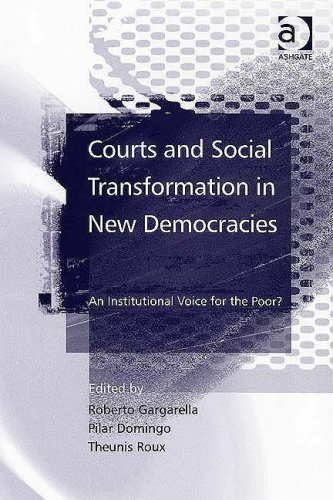 a
ASHGATE
Courts and Social
Transformation in
New Democracies
An Institutional Voice for the Poor?
Edited by
Roberto Gargarella
Pilar Domingo
Theunis Roux